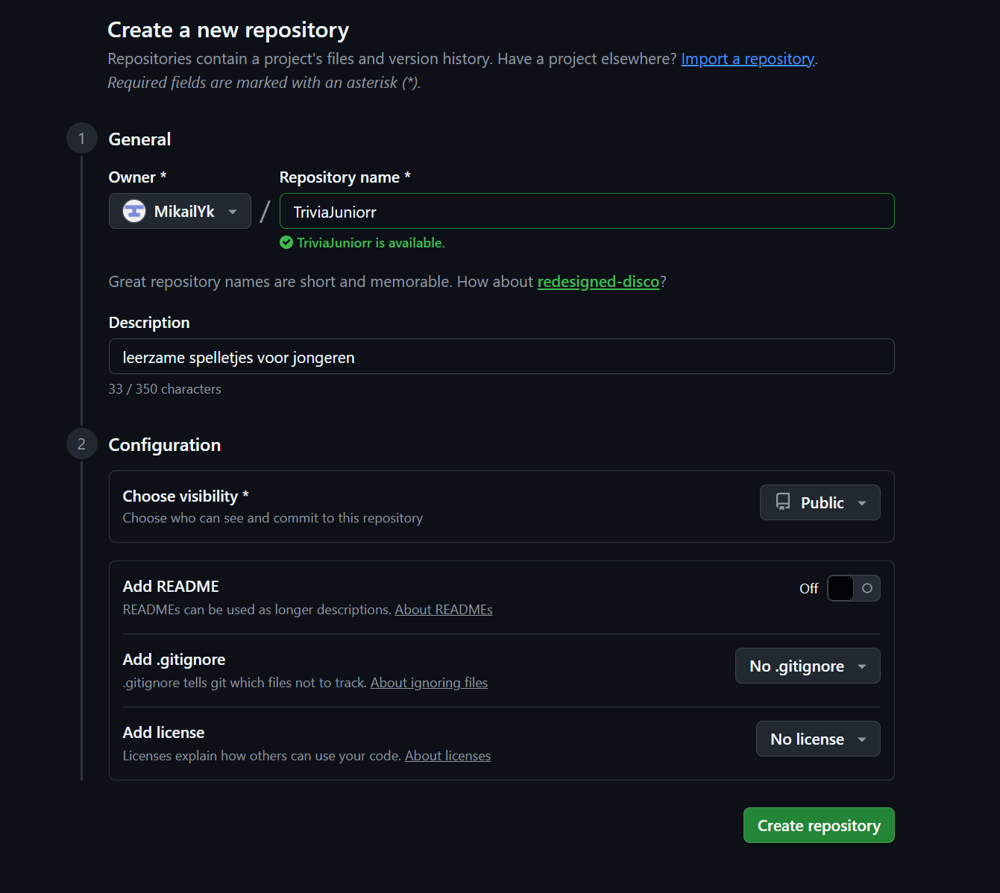 Create a new repository
Repositories contain a project's files and version history. Have a project elsewhere? Import a repository.
Required fields are marked with an asterisk (*).
1 General
Owner * Repository name *
MikailYk / TriviaJuniorr
TriviaJuniorr is available.
Great repository names are short and memorable. How about redesigned-disco?
Description
leerzame spelletjes voor jongeren
33 / 350 characters
2 Configuration
Choose visibility *
Choose who can see and commit to this repository
Public
Add README
READMEs can be used as longer descriptions. About READMEs
Off
Add .gitignore
.gitignore tells git which files not to track. About ignoring files
No .gitignore
Add license
Licenses explain how others can use your code. About licenses
No license
Create repository